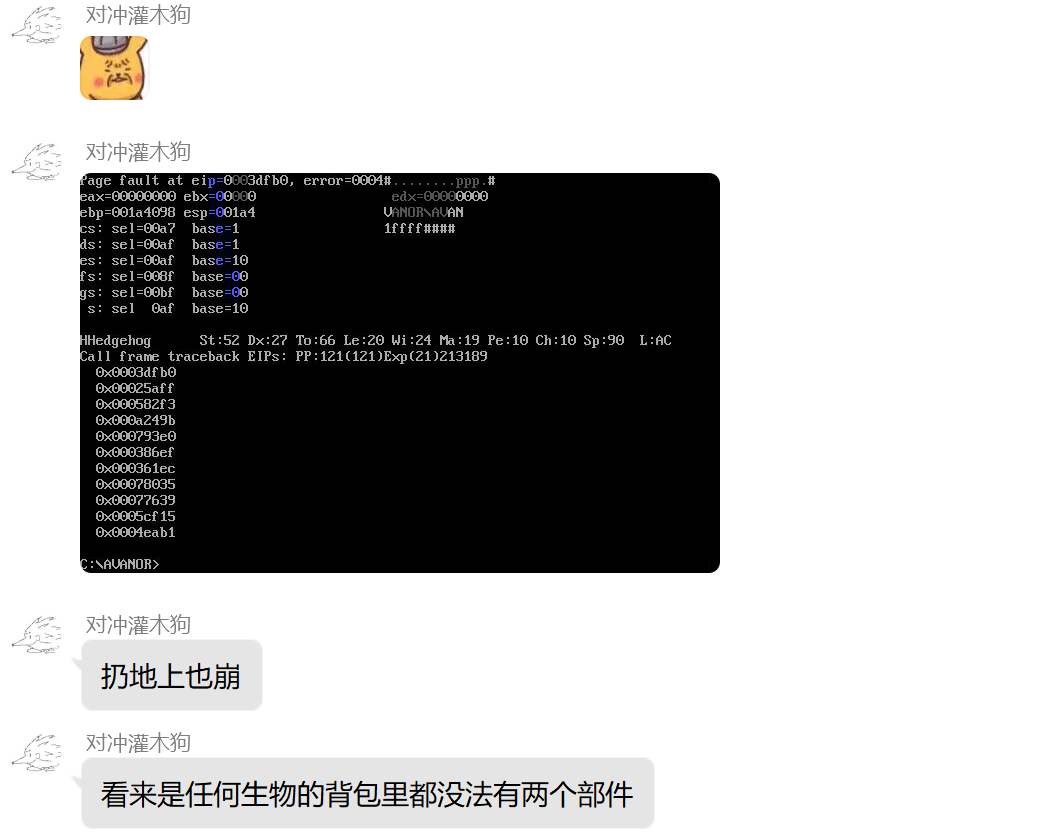 对冲灌木狗
对冲灌木狗
Page fault at eip=0003dfb0, error=0004#........ppp.#
eax=00000000 ebx=00000 edx=00000000
ebp=001a4098 esp=001a4 VANOR\AVAN
cs: sel=00a7 base=1 1ffff####
ds: sel=00af base=1
es: sel=00af base=10
fs: sel=008f base=00
gs: sel=00bf base=00
s: sel 0af base=10
HHedgehog St:52 Dx:27 To:66 Le:20 Wi:24 Ma:19 Pe:10 Ch:10 Sp:90 L:AC
Call frame traceback EIPs: PP:121(121)Exp(21)213189
0x0003dfb0
0x00025aff
0x000582f3
0x000a249b
0x000793e0
0x000386ef
0x000361ec
0x00078035
0x00077639
0x0005cf15
0x0004eab1
C:\AVANOR>
对冲灌木狗
扔地上也崩
对冲灌木狗
看来是任何生物的背包里都没法有两个部件